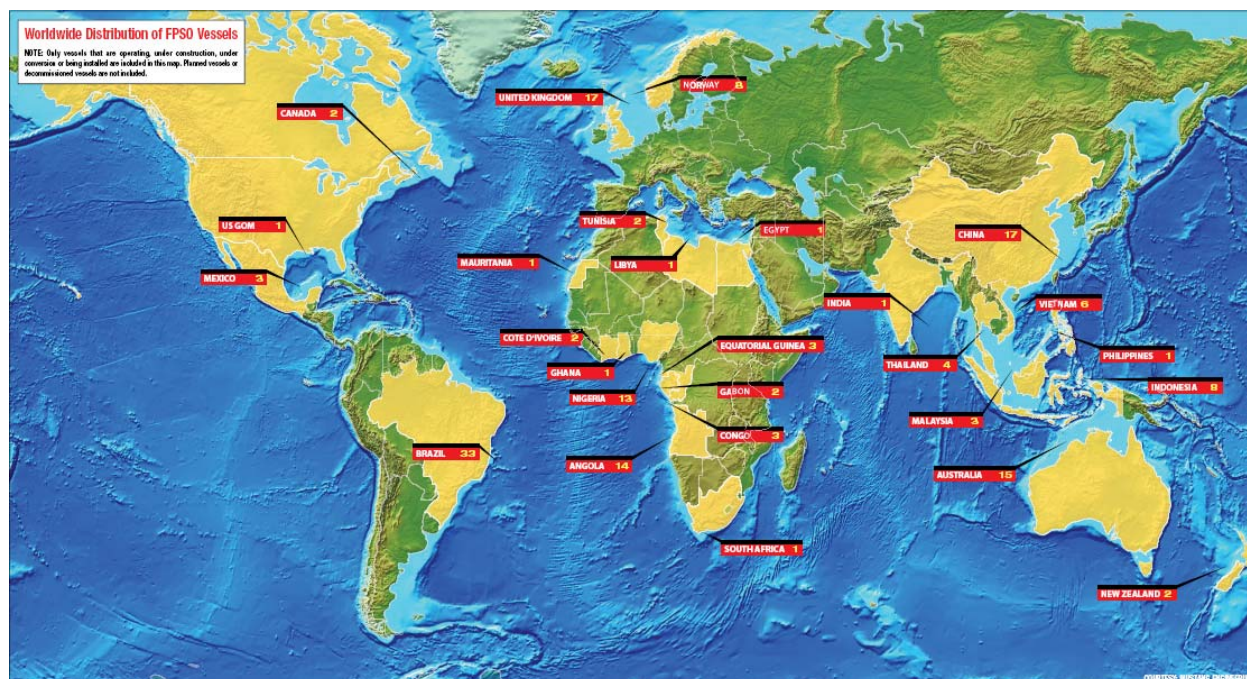 Worldwide Distribution of FPSO Vessels
NOTE: Only vessels that are operating, under construction, under
conversion or being installed are included in this map. Planned vessels or
decommissioned vessels are not included.
NORWAY 8
UNITED KINGDOM 17
CANADA 2
TUNISIA 2
US GOM 1
EGYPT 1
CHINA 17
MAURITANIA 1
LIBYA 1
MEXICO 3
INDIA 1
VIETNAM 6
COTE D'IVOIRE 2
EQUATORIAL GUINEA 3
PHILIPPINES 1
GHANA 1
THAILAND 4
INDONESIA 8
NIGERIA 13
GABON 2
MALAYSIA 3
CONGO 3
BRAZIL 33
ANGOLA 14
AUSTRALIA 15
SOUTH AFRICA 1
NEW ZEALAND 2